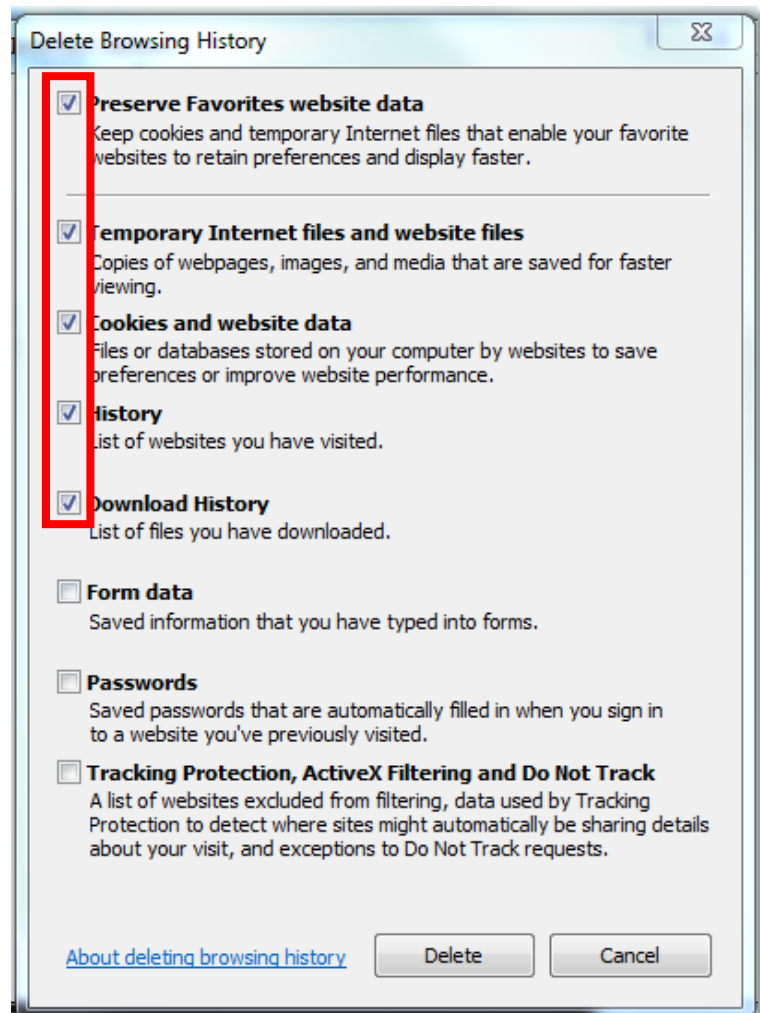 Delete Browsing History
Preserve Favorites website data
Keep cookies and temporary Internet files that enable your favorite
websites to retain preferences and display faster.
Temporary Internet files and website files
Copies of webpages, images, and media that are saved for faster
viewing.
Cookies and website data
Files or databases stored on your computer by websites to save
preferences or improve website performance.
History
List of websites you have visited.
Download History
List of files you have downloaded.
Form data
Saved information that you have typed into forms.
Passwords
Saved passwords that are automatically filled in when you sign in
to a website you've previously visited.
Tracking Protection, ActiveX Filtering and Do Not Track
A list of websites excluded from filtering, data used by Tracking
Protection to detect where sites might automatically be sharing details
about your visit, and exceptions to Do Not Track requests.
About deleting browsing history Delete Cancel